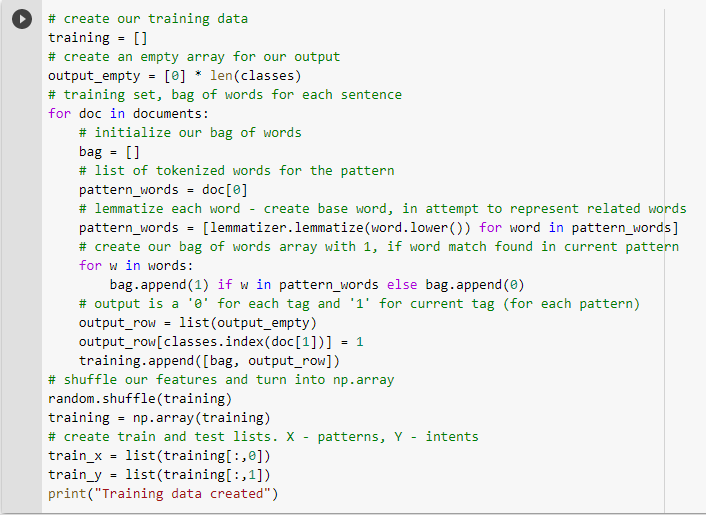 # create our training data
training = []
# create an empty array for our output
output_empty = [0] * len(classes)
# training set, bag of words for each sentence
for doc in documents:
    # initialize our bag of words
    bag = []
    # list of tokenized words for the pattern
    pattern_words = doc[0]
    # lemmatize each word - create base word, in attempt to represent related words
    pattern_words = [lemmatizer.lemmatize(word.lower()) for word in pattern_words]
    # create our bag of words array with 1, if word match found in current pattern
    for w in words:
        bag.append(1) if w in pattern_words else bag.append(0)
    # output is a '0' for each tag and '1' for current tag (for each pattern)
    output_row = list(output_empty)
    output_row[classes.index(doc[1])] = 1
    training.append([bag, output_row])
# shuffle our features and turn into np.array
random.shuffle(training)
training = np.array(training)
# create train and test lists. X - patterns, Y - intents
train_x = list(training[:,0])
train_y = list(training[:,1])
print("Training data created")